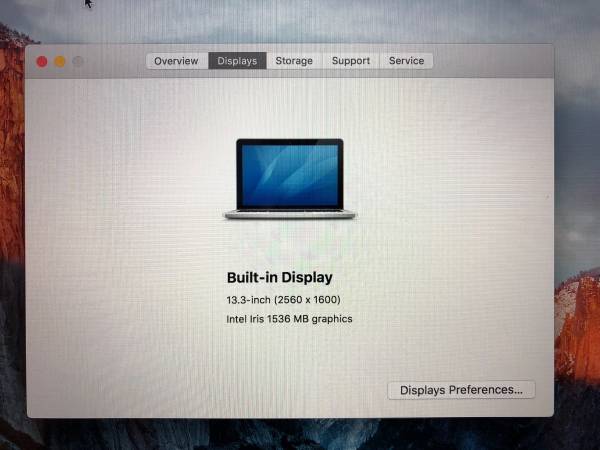 Overview Displays Storage Support Service
Built-in Display
13.3-inch (2560 x 1600)
Intel Iris 1536 MB graphics
Displays Preferences...